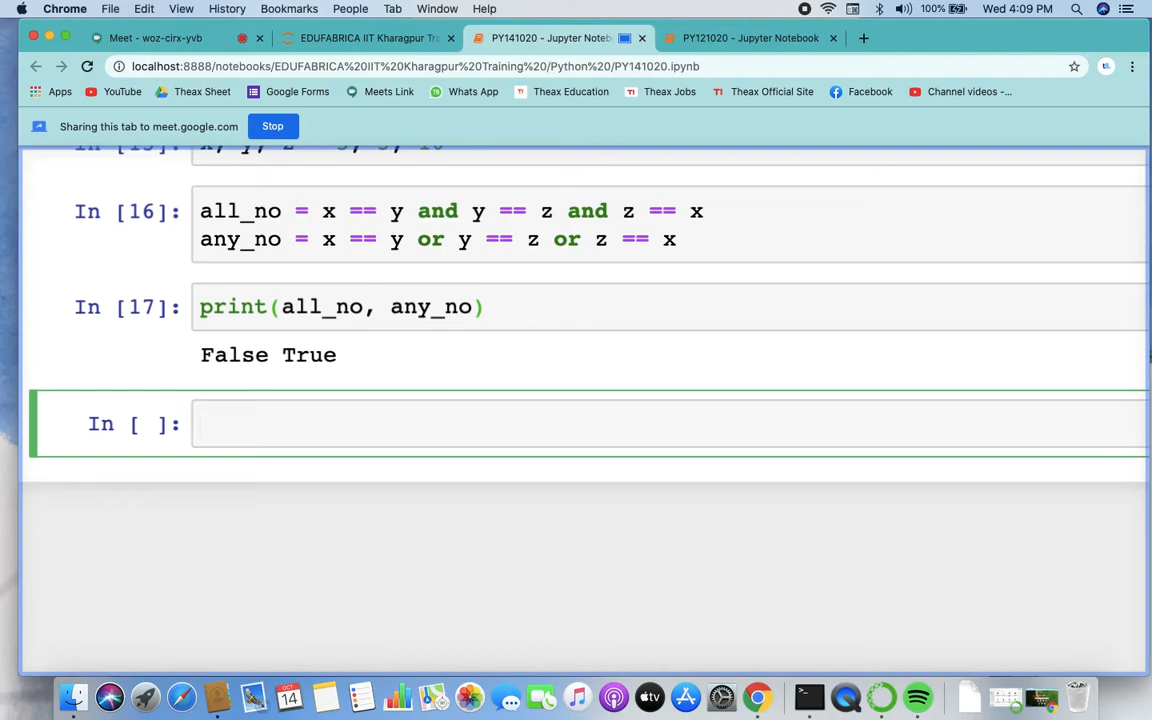 Chrome File Edit View History Bookmarks People Tab Window Help 100% Wed 4:09 PM
Meet - woz-cirx-yvb EDUFABRICA IIT Kharagpur Tra PY141020 - Jupyter Noteb PY121020 - Jupyter Notebook
localhost:8888/notebooks/EDUFABRICA%20IIT%20Kharagpur%20Training%20/Python%20/PY141020.ipynb
Apps YouTube Theax Sheet Google Forms Meets Link Whats App Theax Education Theax Jobs Theax Official Site Facebook Channel videos -...
Sharing this tab to meet.google.com Stop
In [16]: all_no = x == y and y == z and z == x
any_no = x == y or y == z or z == x
In [17]: print(all_no, any_no)
False True
In [ ]:
OCT
14